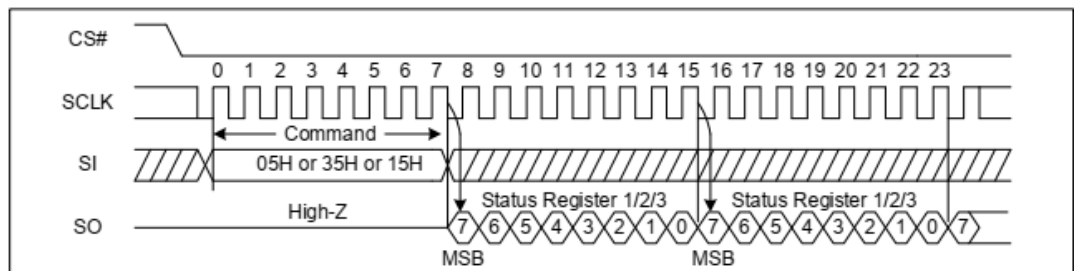 CS#
0 1 2 3 4 5 6 7 8 9 10 11 12 13 14 15 16 17 18 19 20 21 22 23
SCLK
Command
SI 05H or 35H or 15H
Status Register 1/2/3 Status Register 1/2/3
High-Z
SO 7 6 5 4 3 2 1 0 7 6 5 4 3 2 1 0 7
MSB MSB